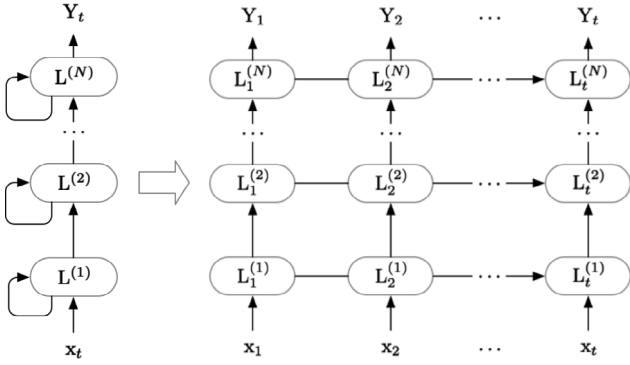 Y_t Y_1 Y_2 ... Y_t
L^(N) L_1^(N) L_2^(N) ... L_t^(N)
... ... ... ...
L^(2) L_1^(2) L_2^(2) ... L_t^(2)
L^(1) L_1^(1) L_2^(1) ... L_t^(1)
x_t x_1 x_2 ... x_t